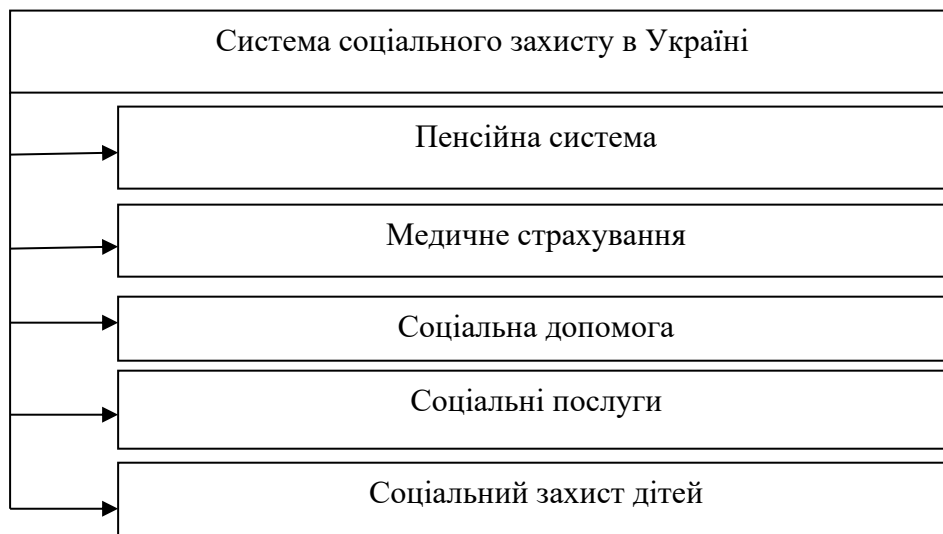 Система соціального захисту в Україні
Пенсійна система
Медичне страхування
Соціальна допомога
Соціальні послуги
Соціальний захист дітей